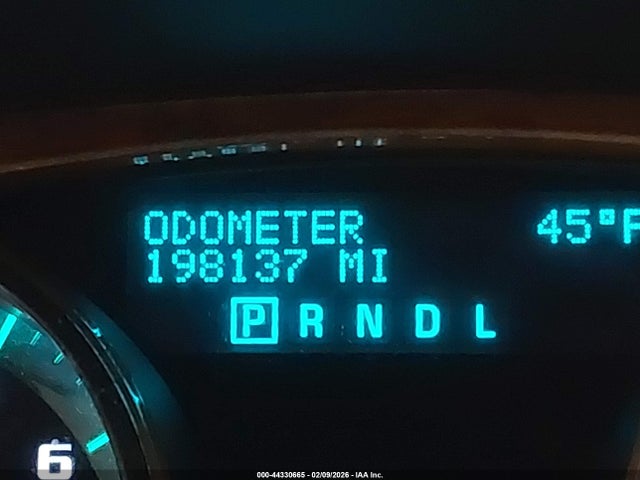 ODOMETER 45°F
198137 MI
P R N D L
6
000-44330665 - 02/09/2026 - IAA Inc.